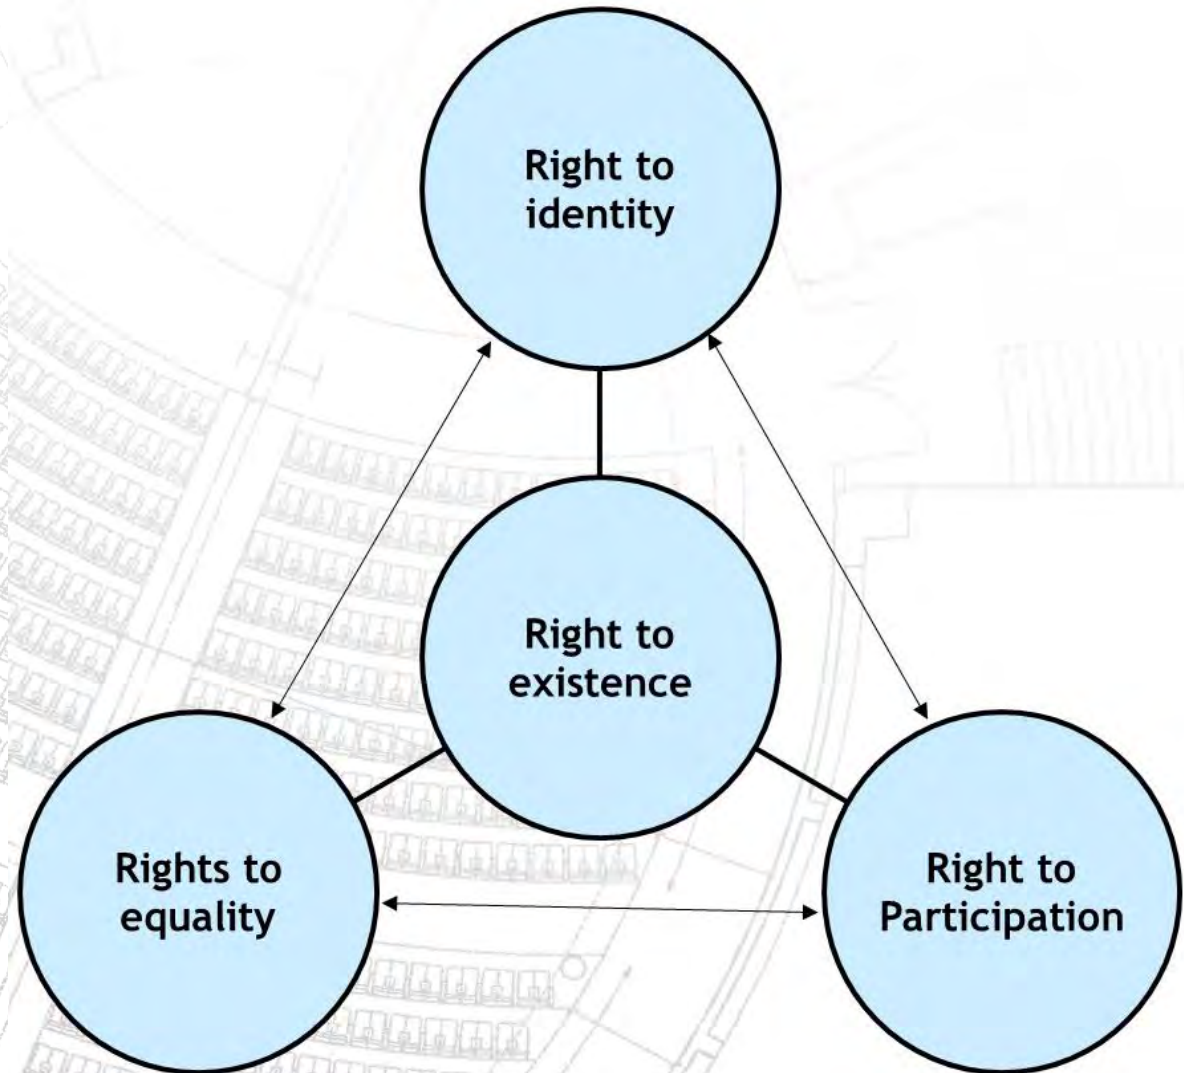 Right to
identity
Right to
existence
Rights to
equality
Right to
Participation